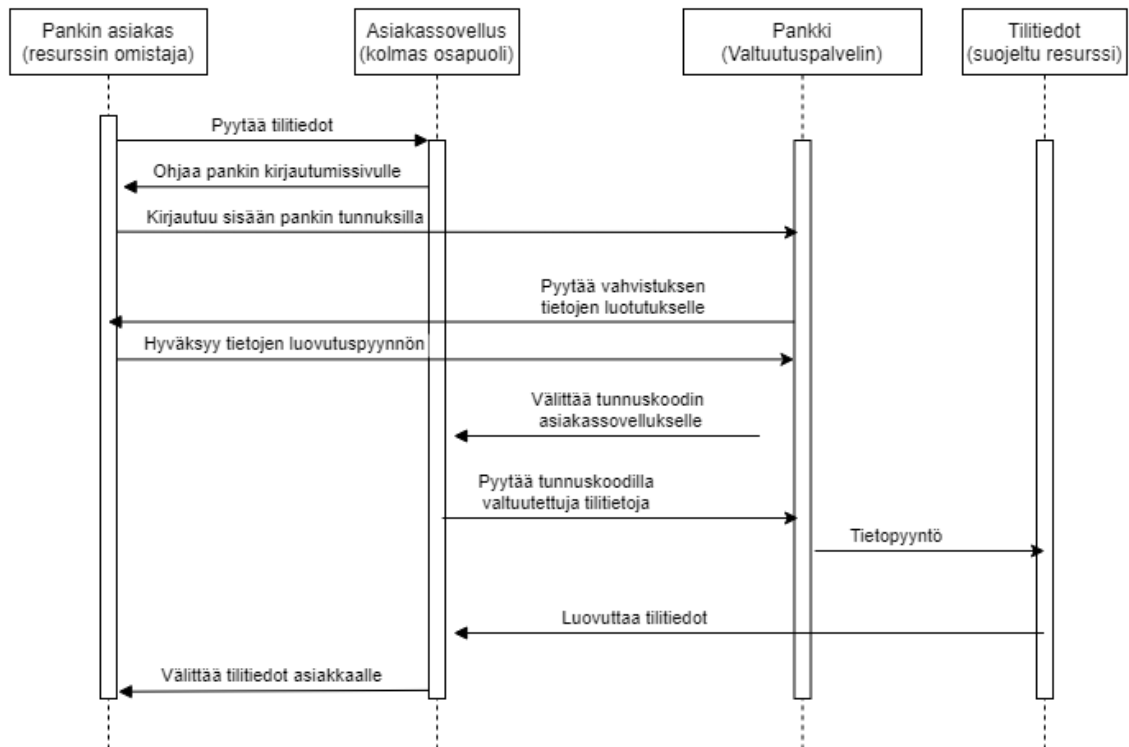 Pankin asiakas
(resurssin omistaja)
Asiakassovellus
(kolmas osapuoli)
Pankki
(Valtuutuspalvelin)
Tilitiedot
(suojeltu resurssi)
Pyytää tilitiedot
Ohjaa pankin kirjautumissivulle
Kirjautuu sisään pankin tunnuksilla
Pyytää vahvistuksen
tietojen luotutukselle
Hyväksyy tietojen luovutuspyynnön
Välittää tunnuskoodin
asiakassovellukselle
Pyytää tunnuskoodilla
valtuutettuja tilitietoja
Tietopyyntö
Luovuttaa tilitiedot
Välittää tilitiedot asiakkaalle